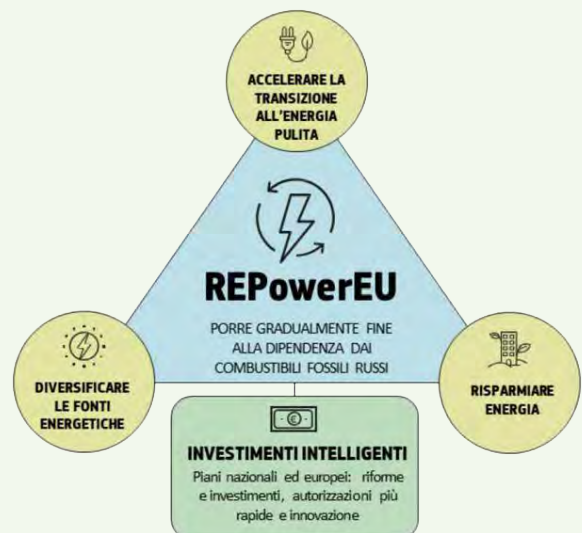 ACCELERARE LA
TRANSIZIONE
ALL'ENERGIA
PULITA
REPowerEU
PORRE GRADUALMENTE FINE
ALLA DIPENDENZA DAI
COMBUSTIBILI FOSSILI RUSSI
DIVERSIFICARE
LE FONTI
ENERGETICHE
RISPARMIARE
ENERGIA
€
INVESTIMENTI INTELLIGENTI
Piani nazionali ed europei: riforme
e investimenti, autorizzazioni più
rapide e innovazione